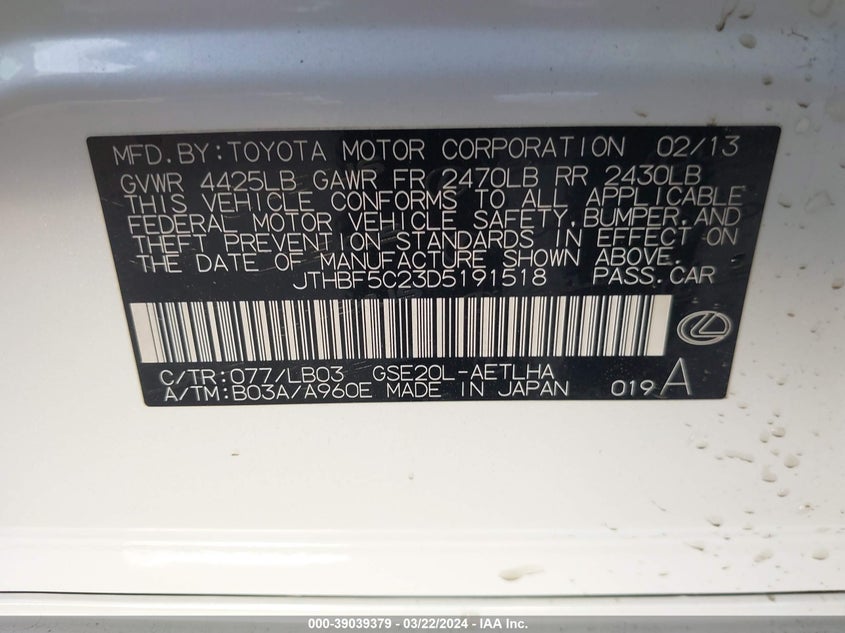 MFD.BY:TOYOTA MOTOR CORPORATION 02/13
GVWR 4425LB GAWR FR 2470LB RR 2430LB
THIS VEHICLE CONFORMS TO ALL APPLICABLE
FEDERAL MOTOR VEHICLE SAFETY,BUMPER,AND
THEFT PREVENTION STANDARDS IN EFFECT ON
THE DATE OF MANUFACTURE SHOWN ABOVE.
JTHBF5C23D5191518 PASS.CAR
C/TR:077/LB03 GSE20L-AETLHA
A/TM:B03A/A960E MADE IN JAPAN 019 A
000-39039379 - 03/22/2024 - IAA Inc.